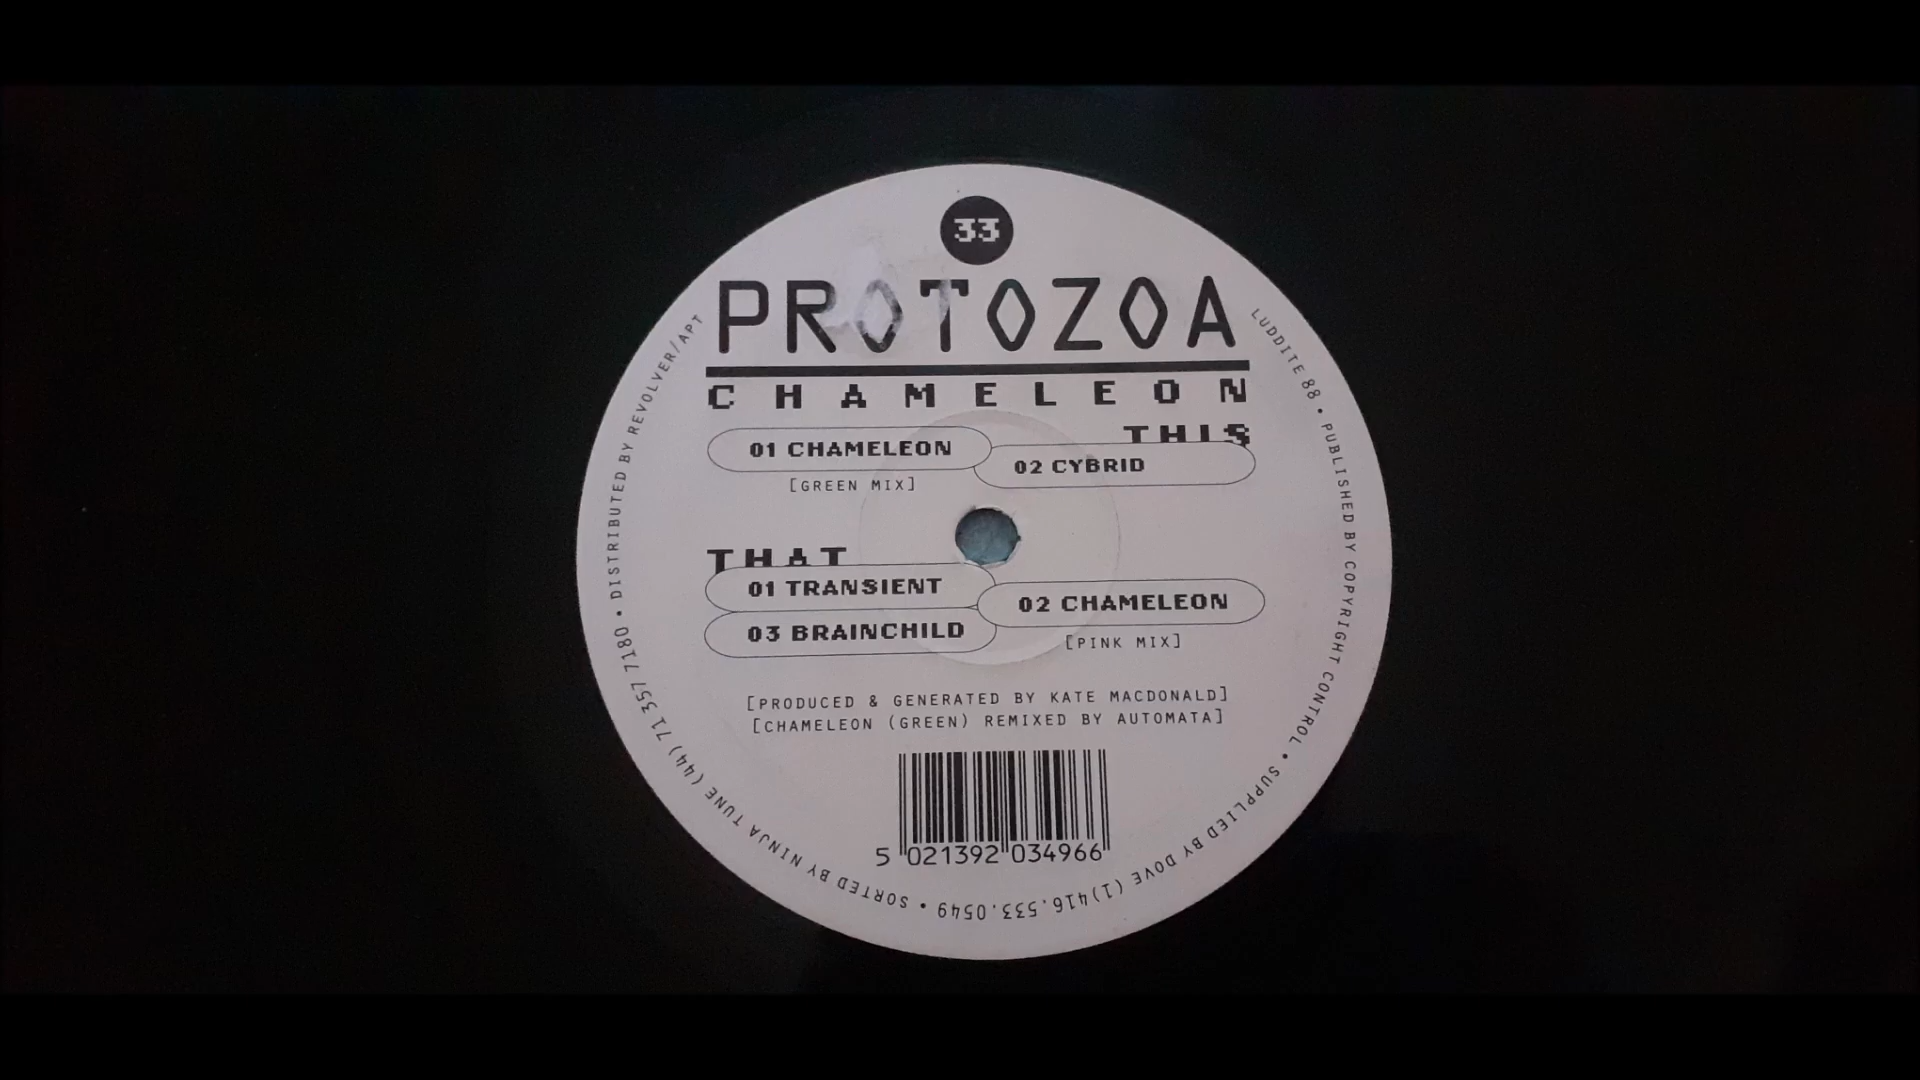 33
PROTOZOA
CHAMELEON
THIS
01 CHAMELEON
02 CYBRID
[GREEN MIX]
THAT
01 TRANSIENT
02 CHAMELEON
03 BRAINCHILD
[PINK MIX]
[PRODUCED & GENERATED BY KATE MACDONALD]
[CHAMELEON (GREEN) REMIXED BY AUTOMATA]
5 021392 034966
LUDDITE 88 • PUBLISHED BY COPYRIGHT CONTROL • SUPPLIED BY DOVE (1)416.533.0549 • SORTED BY NINJA TUNE (44) 71 357 7180 • DISTRIBUTED BY REVOLVER/APT